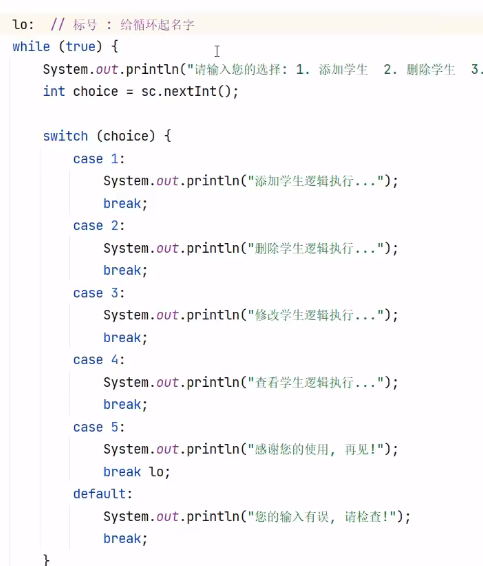 lo:  // 标号 : 给循环起名字
while (true) {
    System.out.println("请输入您的选择: 1. 添加学生  2. 删除学生  3.
    int choice = sc.nextInt();

    switch (choice) {
        case 1:
            System.out.println("添加学生逻辑执行...");
            break;
        case 2:
            System.out.println("删除学生逻辑执行...");
            break;
        case 3:
            System.out.println("修改学生逻辑执行...");
            break;
        case 4:
            System.out.println("查看学生逻辑执行...");
            break;
        case 5:
            System.out.println("感谢您的使用, 再见!");
            break lo;
        default:
            System.out.println("您的输入有误, 请检查!");
            break;
    }